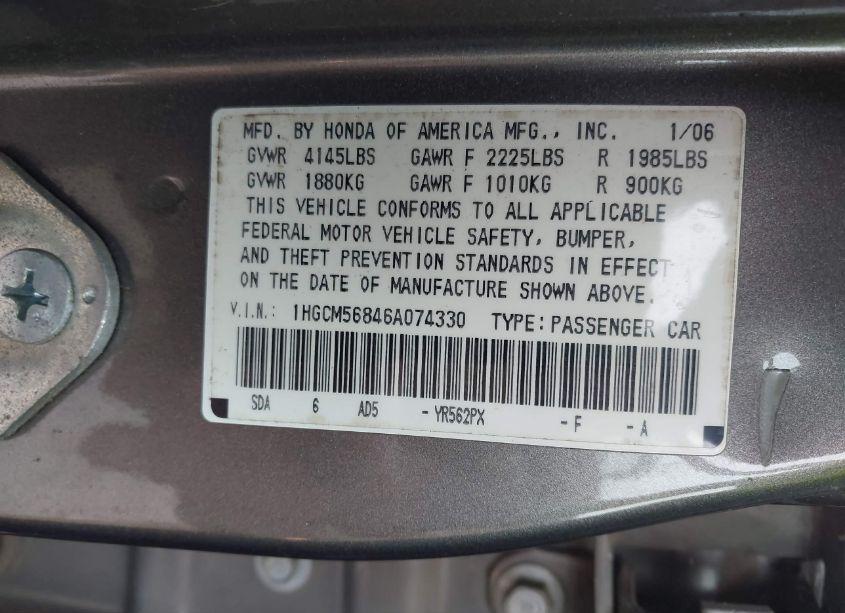 MFD. BY HONDA OF AMERICA MFG., INC. 1/06
GVWR 4145LBS GAWR F 2225LBS R 1985LBS
GVWR 1880KG GAWR F 1010KG R 900KG
THIS VEHICLE CONFORMS TO ALL APPLICABLE
FEDERAL MOTOR VEHICLE SAFETY, BUMPER,
AND THEFT PREVENTION STANDARDS IN EFFECT
ON THE DATE OF MANUFACTURE SHOWN ABOVE.
V.I.N.: 1HGCM56846A074330 TYPE: PASSENGER CAR
SDA 6 AD5 - YR562PX - F - A